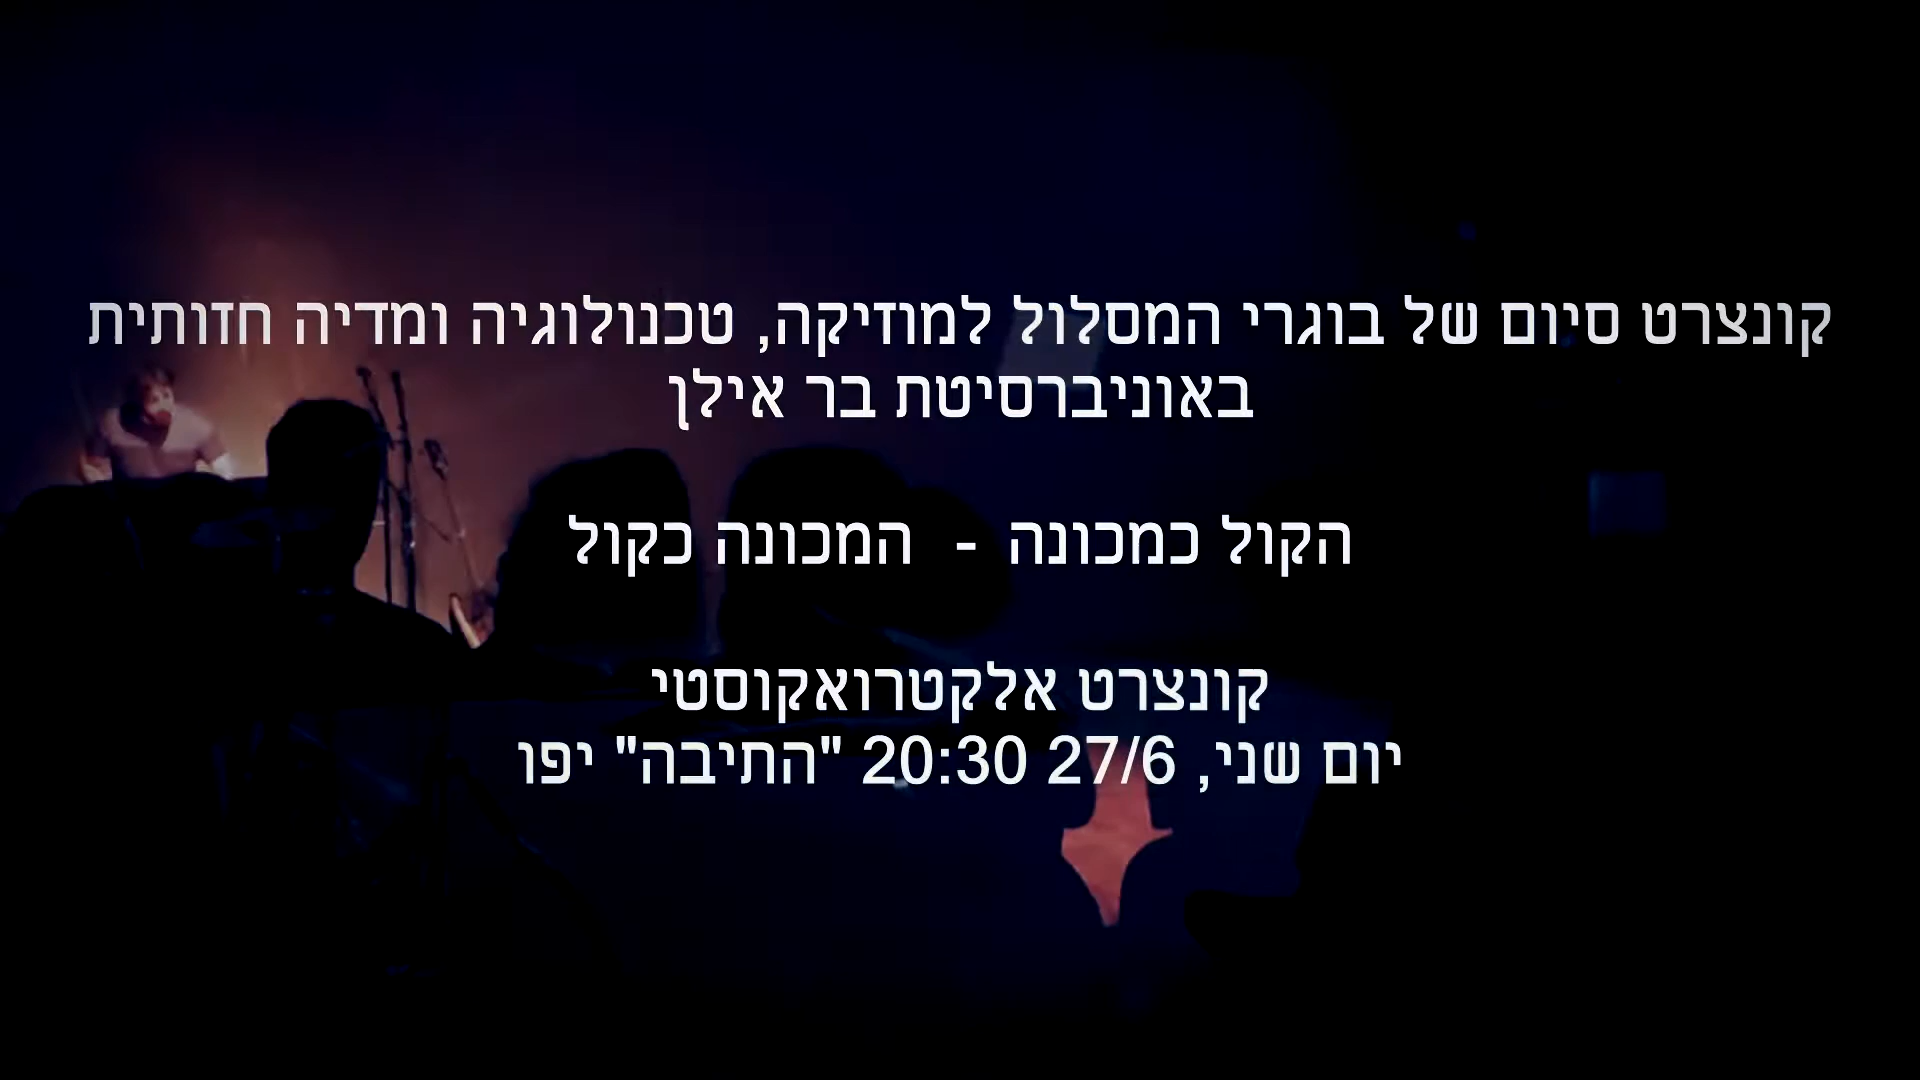 קונצרט סיום של בוגרי המסלול למוזיקה, טכנולוגיה ומדיה חזותית
באוניברסיטת בר אילן
הקול כמכונה - המכונה כקול
קונצרט אלקטרואקוסטי
יום שני, 27/6 20:30 "התיבה" יפו